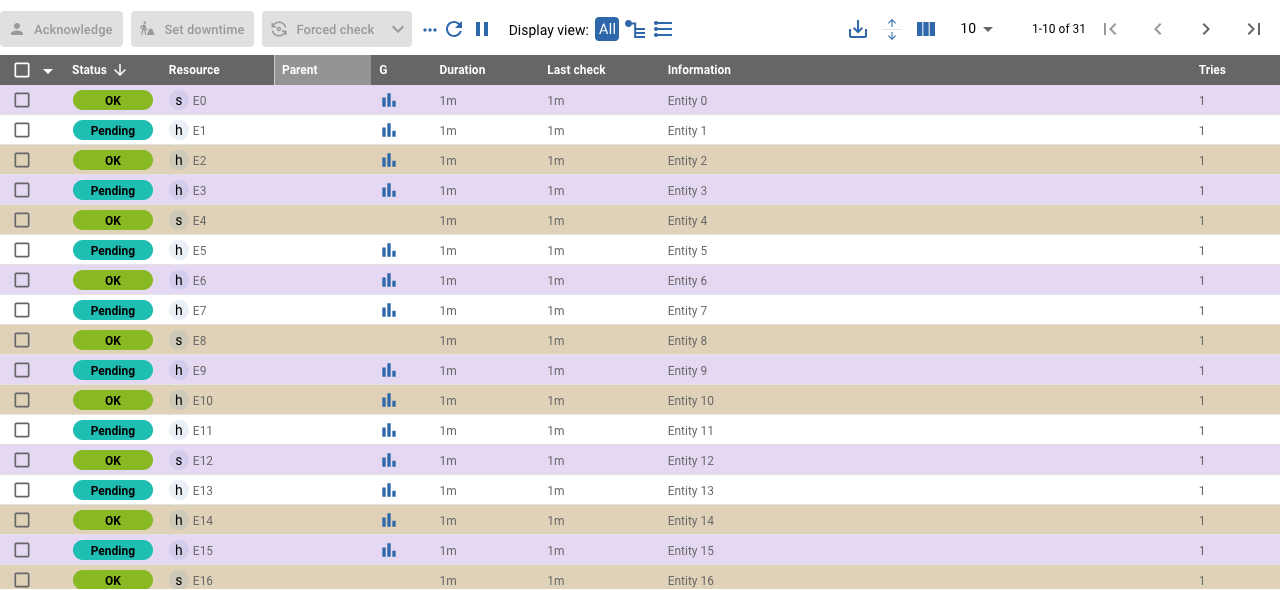 Acknowledge Set downtime Forced check Display view: All 10 1-10 of 31
Status Resource Parent G Duration Last check Information Tries
OK s E0 1m 1m Entity 0 1
Pending h E1 1m 1m Entity 1 1
OK h E2 1m 1m Entity 2 1
Pending h E3 1m 1m Entity 3 1
OK s E4 1m 1m Entity 4 1
Pending h E5 1m 1m Entity 5 1
OK h E6 1m 1m Entity 6 1
Pending h E7 1m 1m Entity 7 1
OK s E8 1m 1m Entity 8 1
Pending h E9 1m 1m Entity 9 1
OK h E10 1m 1m Entity 10 1
Pending h E11 1m 1m Entity 11 1
OK s E12 1m 1m Entity 12 1
Pending h E13 1m 1m Entity 13 1
OK h E14 1m 1m Entity 14 1
Pending h E15 1m 1m Entity 15 1
OK s E16 1m 1m Entity 16 1